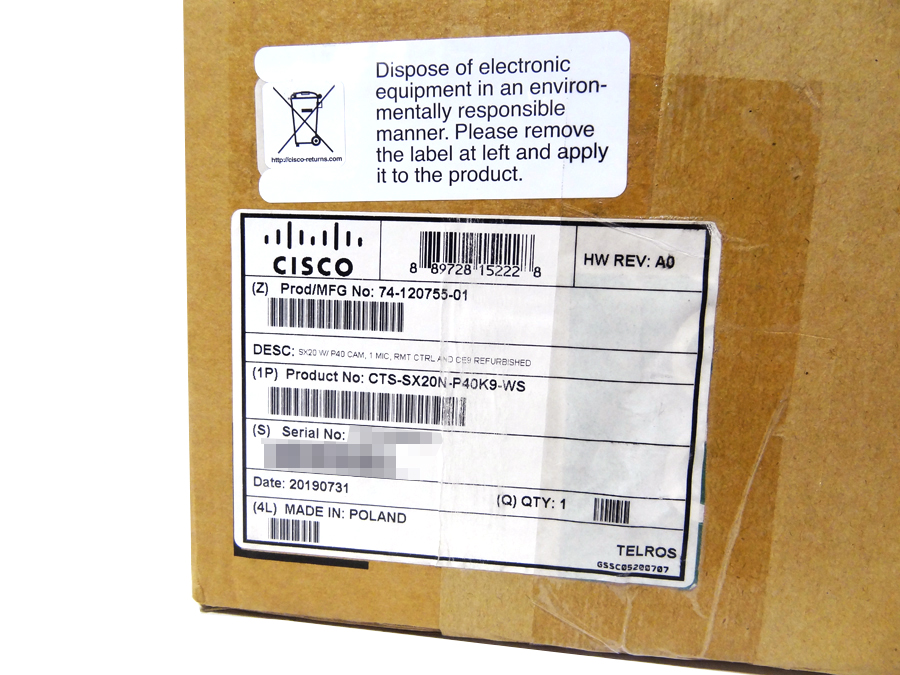 Dispose of electronic
equipment in an environ-
mentally responsible
manner. Please remove
the label at left and apply
it to the product.
http://cisco-returns.com
CISCO
8 89728 15222 8
HW REV: A0
(Z) Prod/MFG No: 74-120755-01
DESC: SX20 W/ P40 CAM, 1 MIC, RMT CTRL AND CE9 REFURBISHED
(1P) Product No: CTS-SX20N-P40K9-WS
(S) Serial No:
Date: 20190731
(Q) QTY: 1
(4L) MADE IN: POLAND
TELROS
GSSC05200707